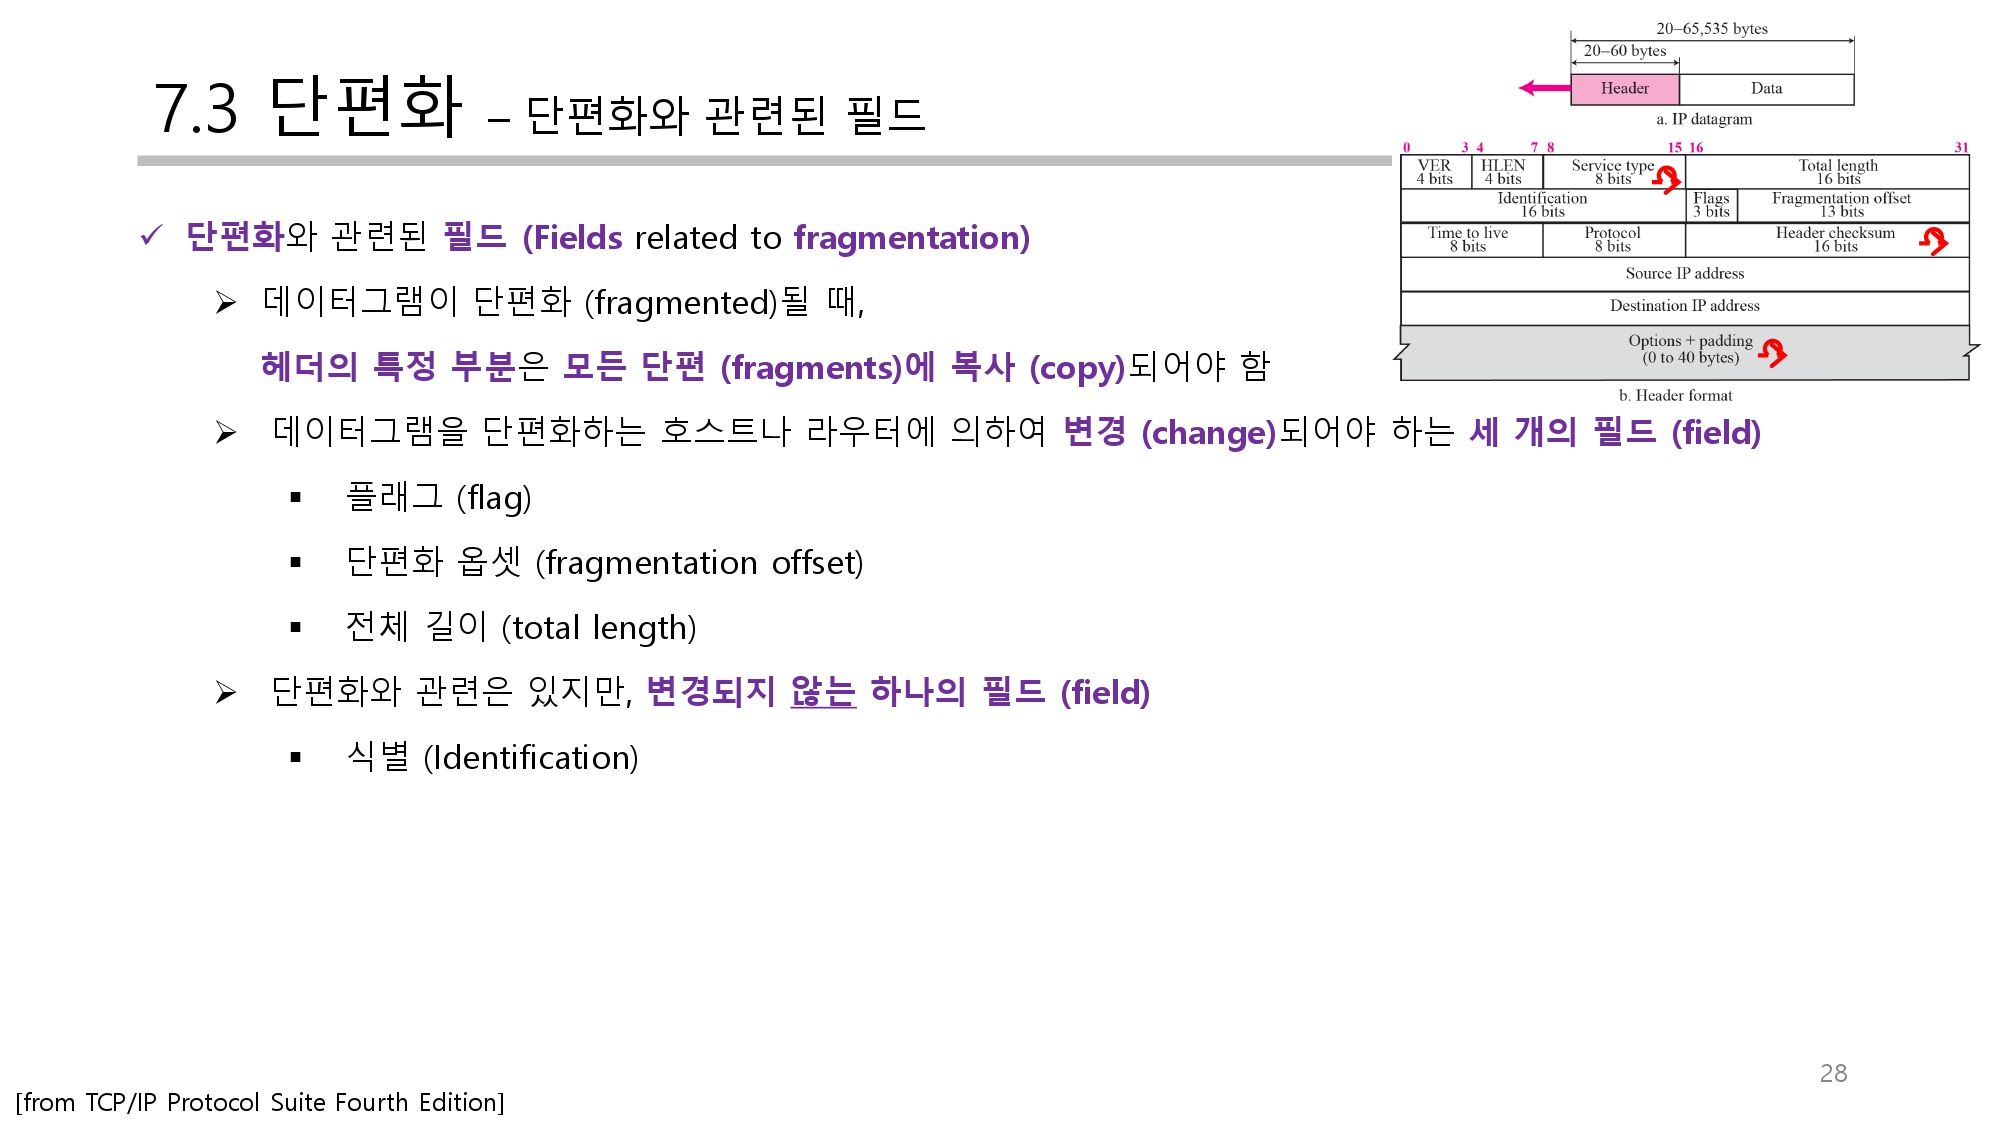 7.3 단편화 – 단편화와 관련된 필드
20–65,535 bytes
20–60 bytes
Header Data
a. IP datagram
0 3 4 7 8 15 16 31
VER 4 bits HLEN 4 bits Service type 8 bits Total length 16 bits
Identification 16 bits Flags 3 bits Fragmentation offset 13 bits
Time to live 8 bits Protocol 8 bits Header checksum 16 bits
Source IP address
Destination IP address
Options + padding
(0 to 40 bytes)
b. Header format
✓ 단편화와 관련된 필드 (Fields related to fragmentation)
➢ 데이터그램이 단편화 (fragmented)될 때,
헤더의 특정 부분은 모든 단편 (fragments)에 복사 (copy)되어야 함
➢ 데이터그램을 단편화하는 호스트나 라우터에 의하여 변경 (change)되어야 하는 세 개의 필드 (field)
▪ 플래그 (flag)
▪ 단편화 옵셋 (fragmentation offset)
▪ 전체 길이 (total length)
➢ 단편화와 관련은 있지만, 변경되지 않는 하나의 필드 (field)
▪ 식별 (Identification)
28
[from TCP/IP Protocol Suite Fourth Edition]